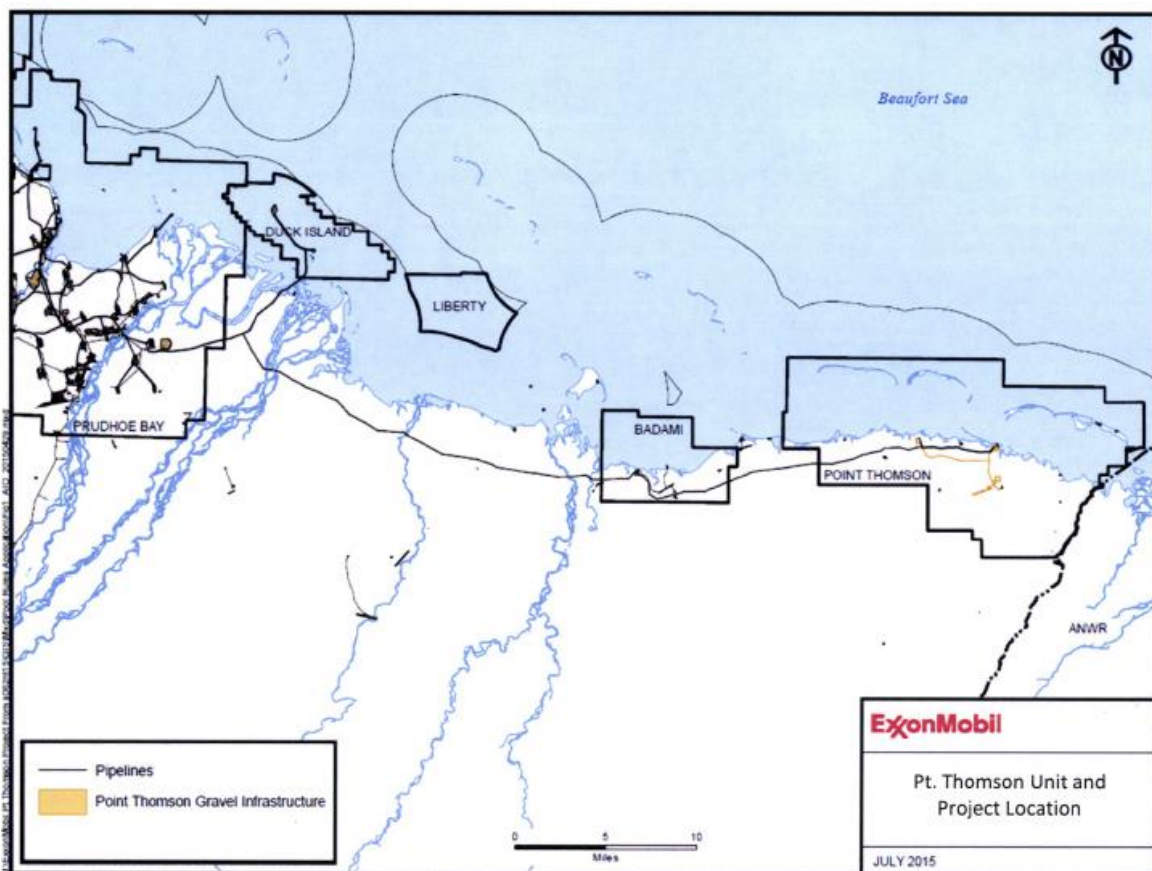 N
Beaufort Sea
DUCK ISLAND
LIBERTY
PRUDHOE BAY
BADAMI
POINT THOMSON
ANWR
Pipelines
Point Thomson Gravel Infrastructure
0 5 10
Miles
ExxonMobil
Pt. Thomson Unit and
Project Location
JULY 2015